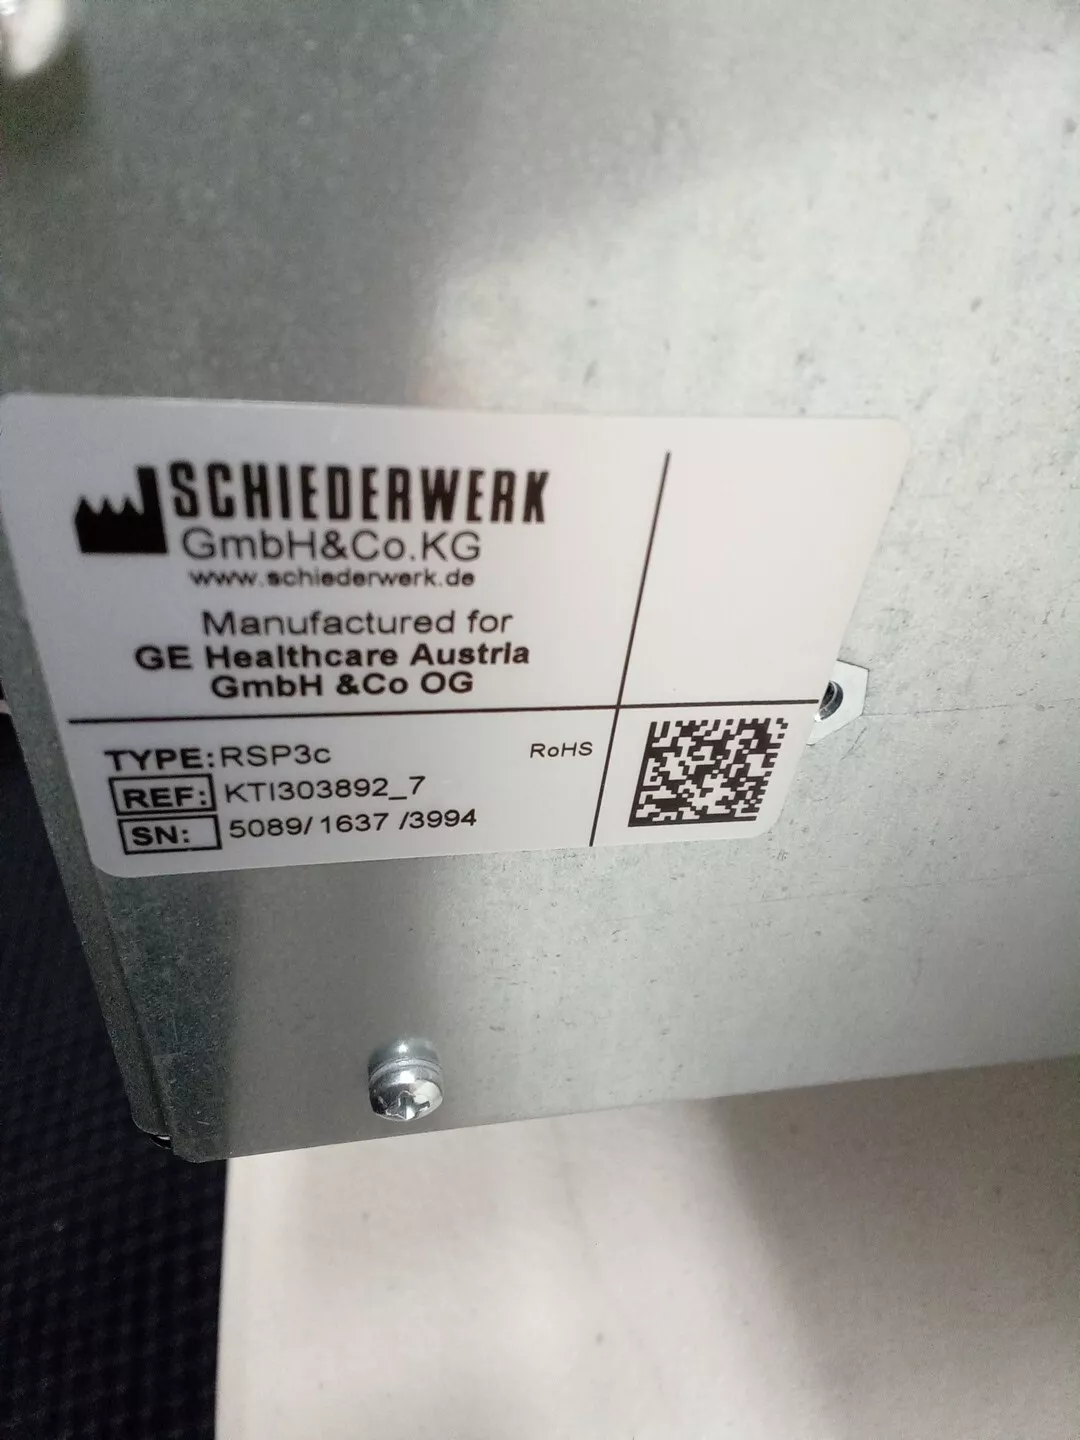 SCHIEDERWERK
GmbH&Co.KG
www.schiederwerk.de
Manufactured for
GE Healthcare Austria
GmbH &Co OG
TYPE: RSP3c
RoHS
REF: KTI303892_7
SN: 5089/1637 /3994